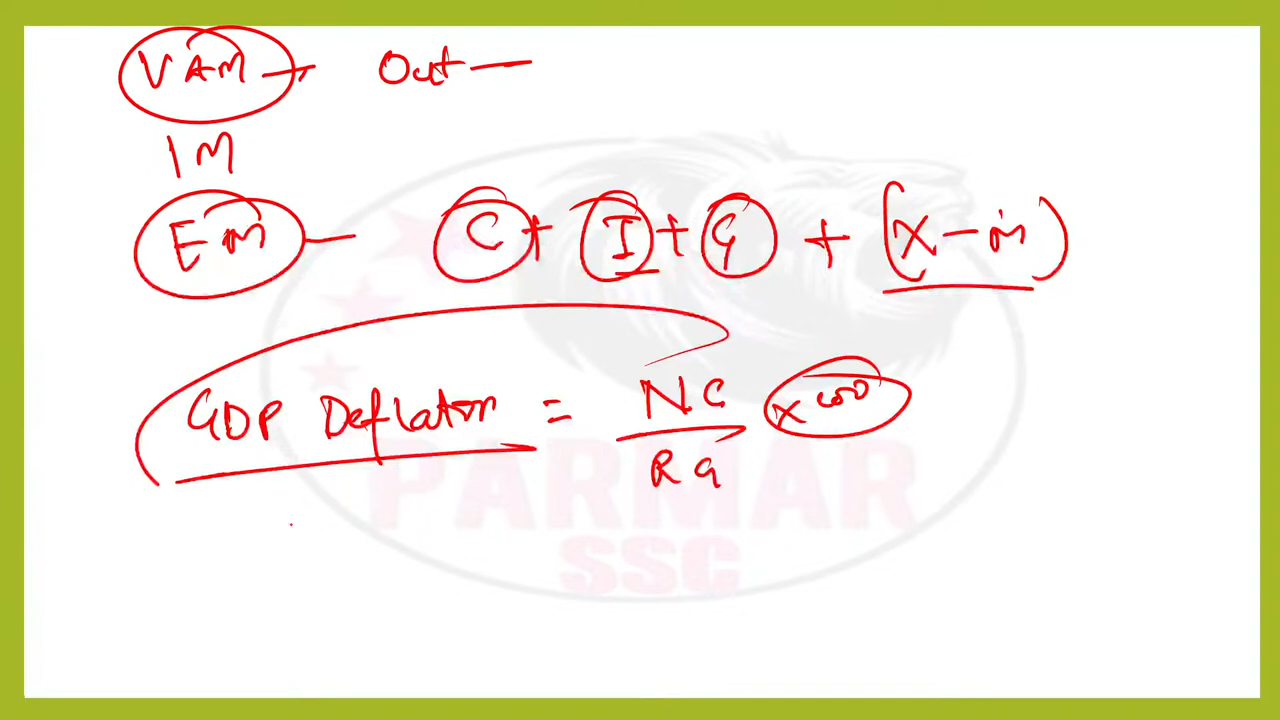 VAM → Out —
IM
EM — C + I + G + (X - m)
GDP Deflator = NG / RG × 100
PARMAR
SSC